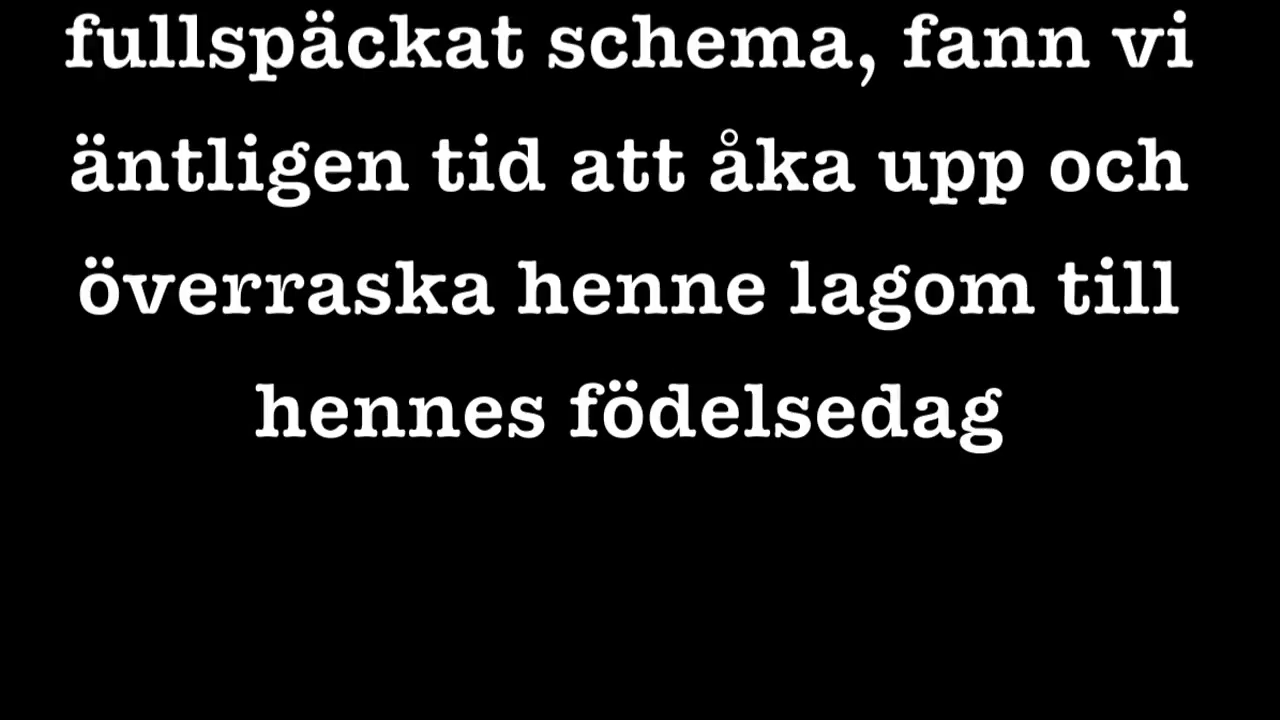 fullspäckat schema, fann vi
äntligen tid att åka upp och
överraska henne lagom till
hennes födelsedag